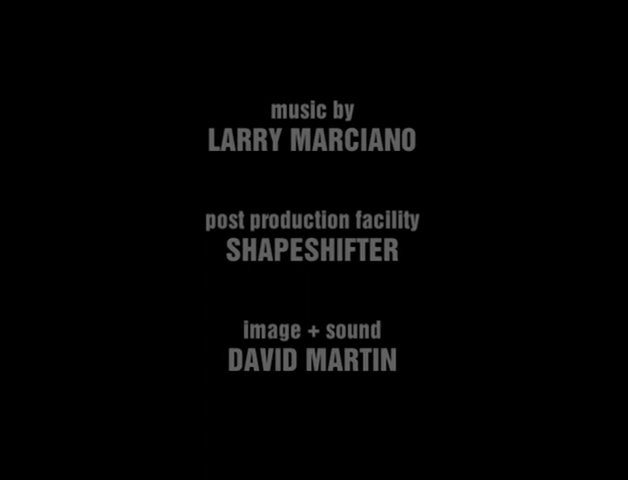 music by
LARRY MARCIANO
post production facility
SHAPESHIFTER
image + sound
DAVID MARTIN